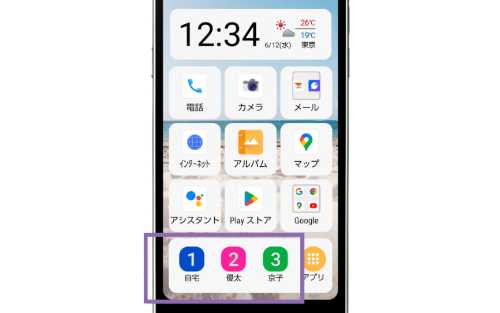 12:34
26℃
19℃
6/12(水) 東京
電話 カメラ メール
インターネット アルバム マップ
アシスタント Play ストア Google
1 2 3
自宅 優太 京子 アプリ